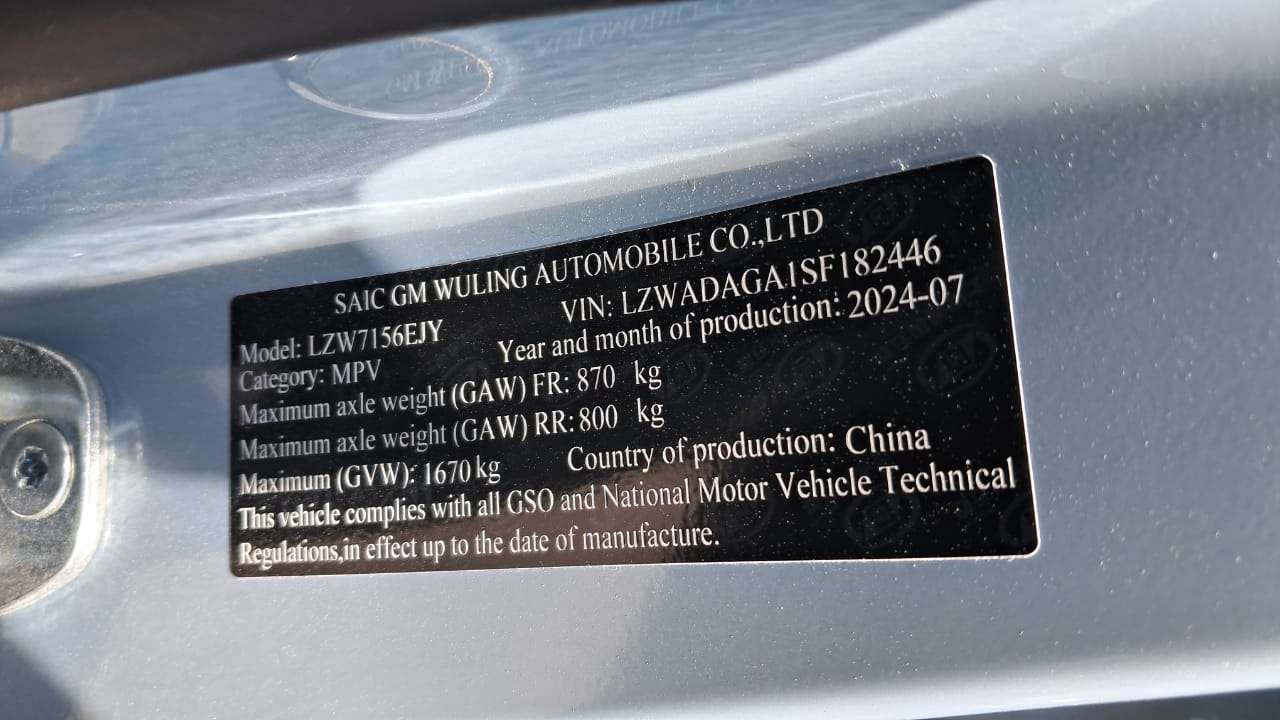 SAIC GM WULING AUTOMOBILE CO.,LTD
Model: LZW7156EJY VIN: LZWADAGA1SF182446
Category: MPV Year and month of production: 2024-07
Maximum axle weight (GAW) FR: 870 kg
Maximum axle weight (GAW) RR: 800 kg
Maximum (GVW): 1670 kg Country of production: China
This vehicle complies with all GSO and National Motor Vehicle Technical
Regulations,in effect up to the date of manufacture.